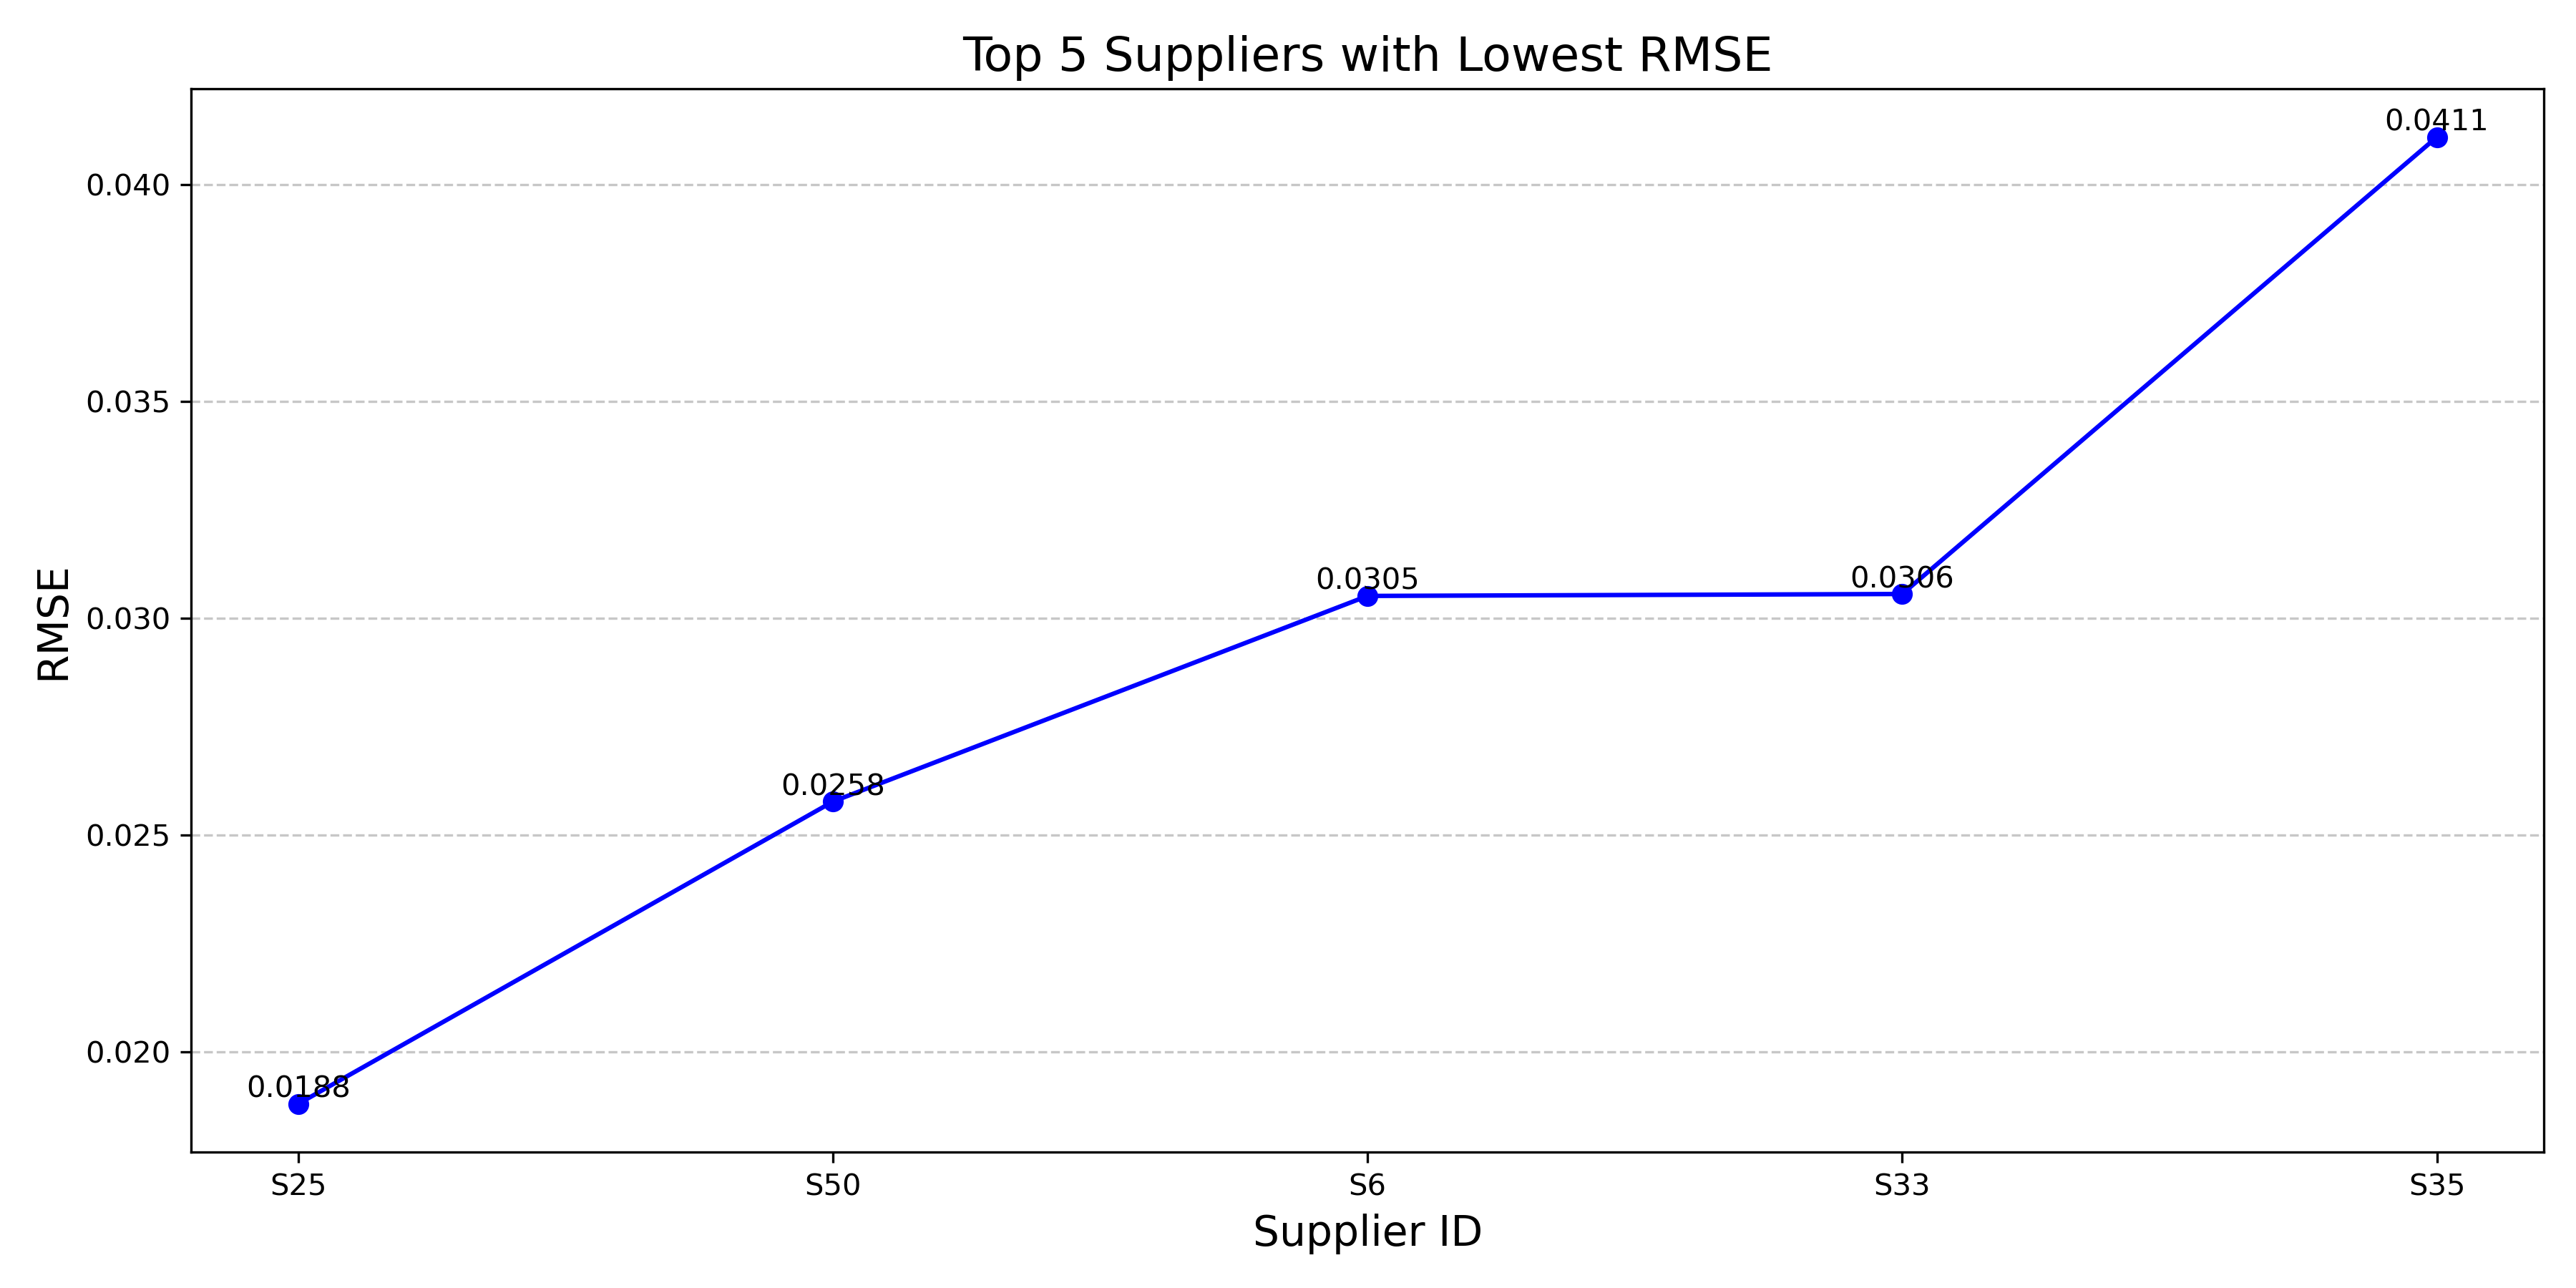 Top 5 Suppliers with Lowest RMSE
RMSE
0.040
0.035
0.030
0.025
0.020
0.0188
0.0258
0.0305
0.0306
0.0411
S25
S50
S6
S33
S35
Supplier ID